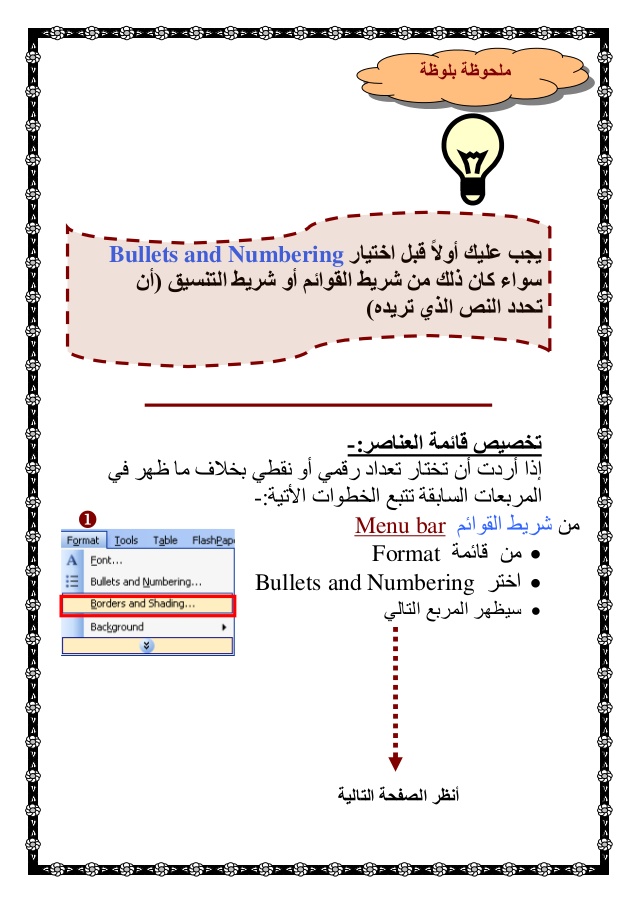 ملحوظة بلوظة
يجب عليك أولاً قبل اختيار Bullets and Numbering
سواء كان ذلك من شريط القوائم أو شريط التنسيق (أن
تحدد النص الذي تريده)
تخصيص قائمة العناصر:-
إذا أردت أن تختار تعداد رقمي أو نقطي بخلاف ما ظهر في
المربعات السابقة تتبع الخطوات الأتية:-
من شريط القوائم Menu bar
• من قائمة Format
• اختر Bullets and Numbering
• سيظهر المربع التالي
❶
Format Tools Table FlashPape
Font...
Bullets and Numbering...
Borders and Shading...
Background
أنظر الصفحة التالية